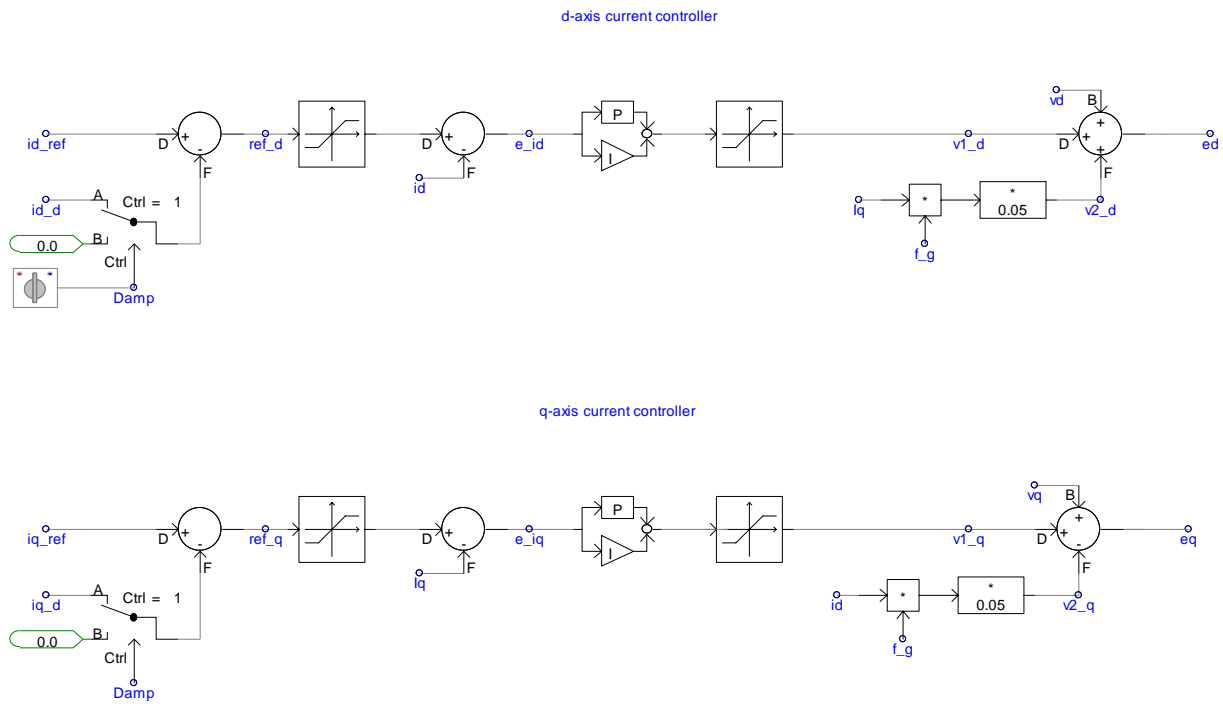 d-axis current controller
vd
B
id_ref
D
+
-
F
ref_d
D
+
-
F
id
e_id
P
I
v1_d
D
+
+
+
F
ed
id_d
A
Ctrl = 1
0.0
B
Ctrl
Damp
Iq
*
f_g
*
0.05
v2_d
q-axis current controller
vq
B
iq_ref
D
+
-
F
ref_q
D
+
-
F
Iq
e_iq
P
I
v1_q
D
+
+
-
F
eq
iq_d
A
Ctrl = 1
0.0
B
Ctrl
Damp
id
*
f_g
*
0.05
v2_q